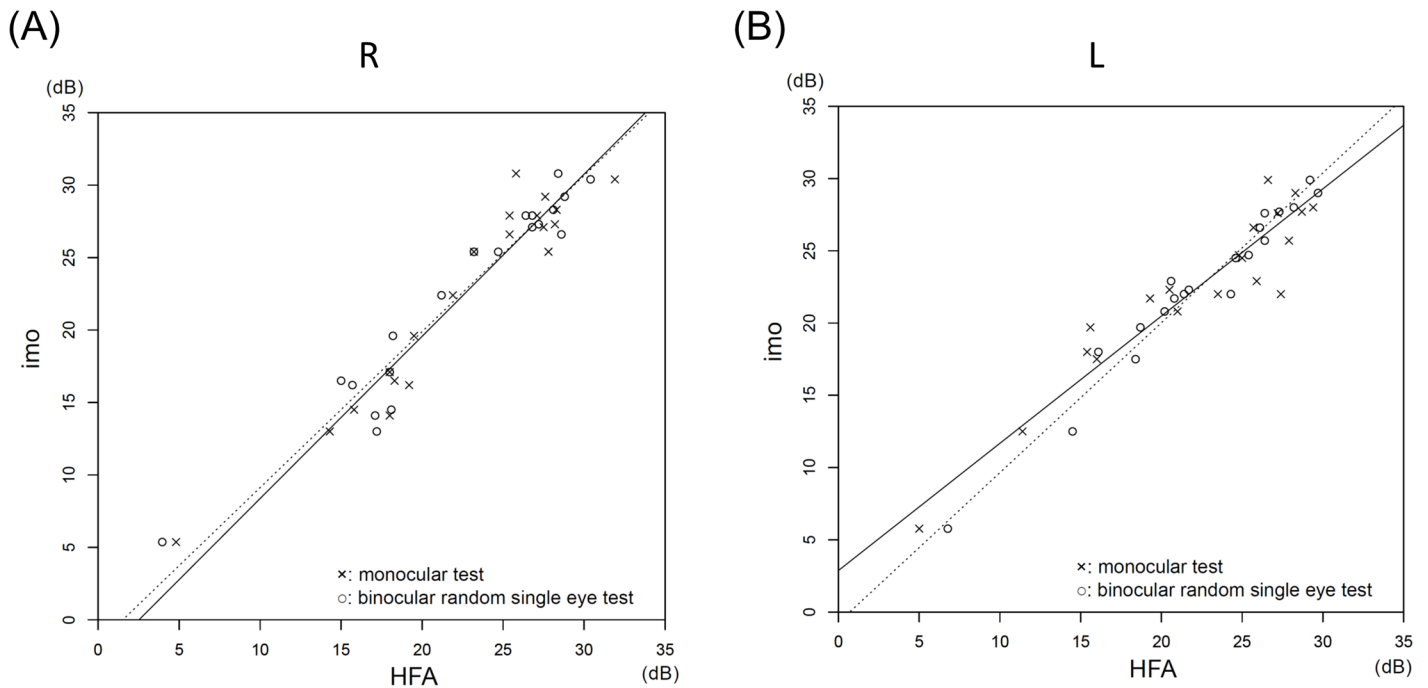 (A)
R
(dB)
35
30
25
20
15
10
5
0
imo
×: monocular test
○: binocular random single eye test
0 5 10 15 20 25 30 35
HFA
(dB)
(B)
L
(dB)
35
30
25
20
15
10
5
0
imo
×: monocular test
○: binocular random single eye test
0 5 10 15 20 25 30 35
HFA
(dB)